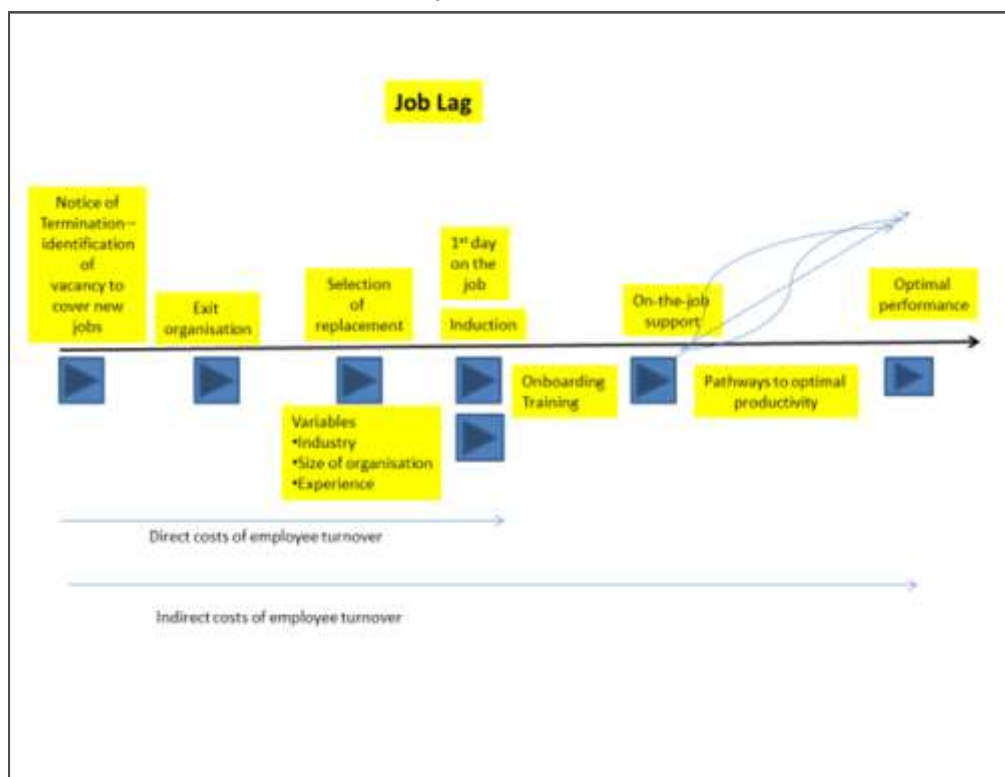 Job Lag
Notice of
Termination–
identification
of
vacancy to
cover new
jobs
Exit
organisation
Selection
of
replacement
1st day
on the
job
Induction
On-the-job
support
Optimal
performance
Onboarding
Training
Pathways to optimal
productivity
Variables
•Industry
•Size of organisation
•Experience
Direct costs of employee turnover
Indirect costs of employee turnover